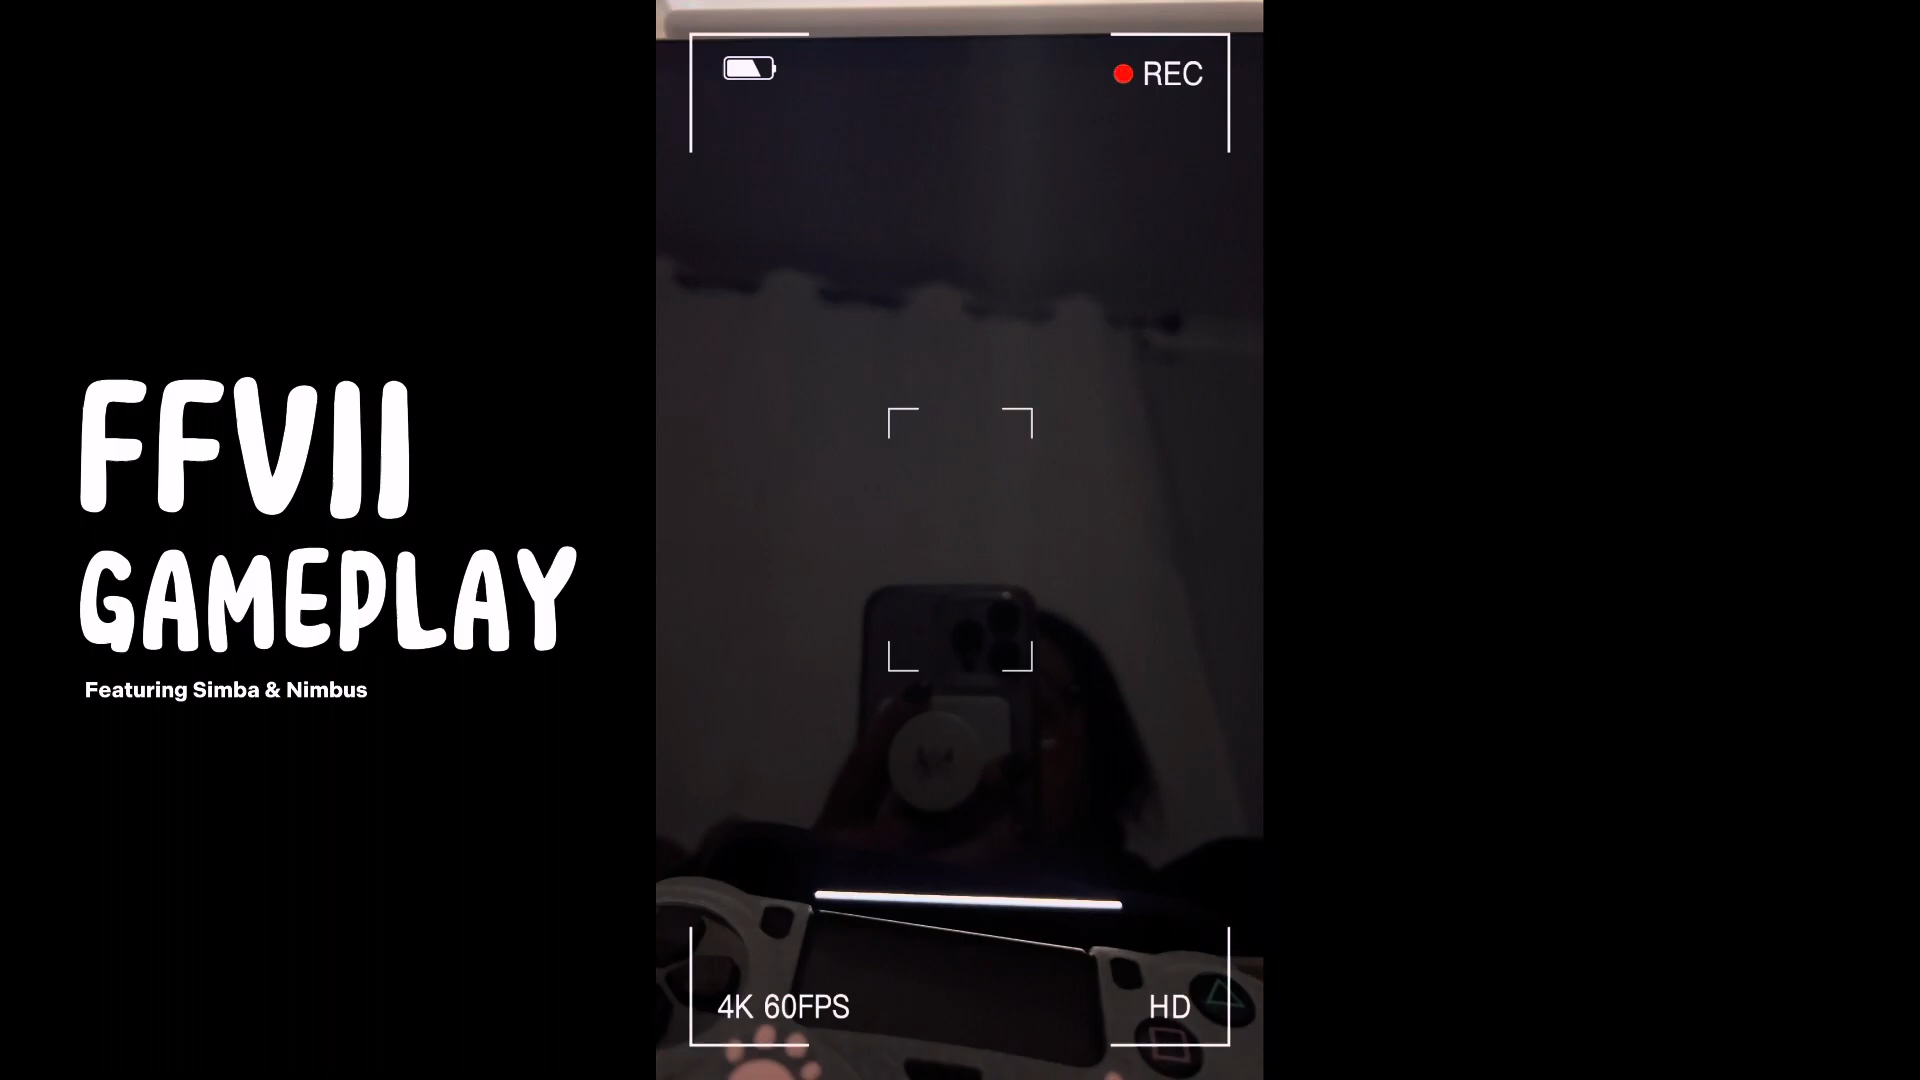 REC
FFVII
GAMEPLAY
Featuring Simba & Nimbus
4K 60FPS
HD